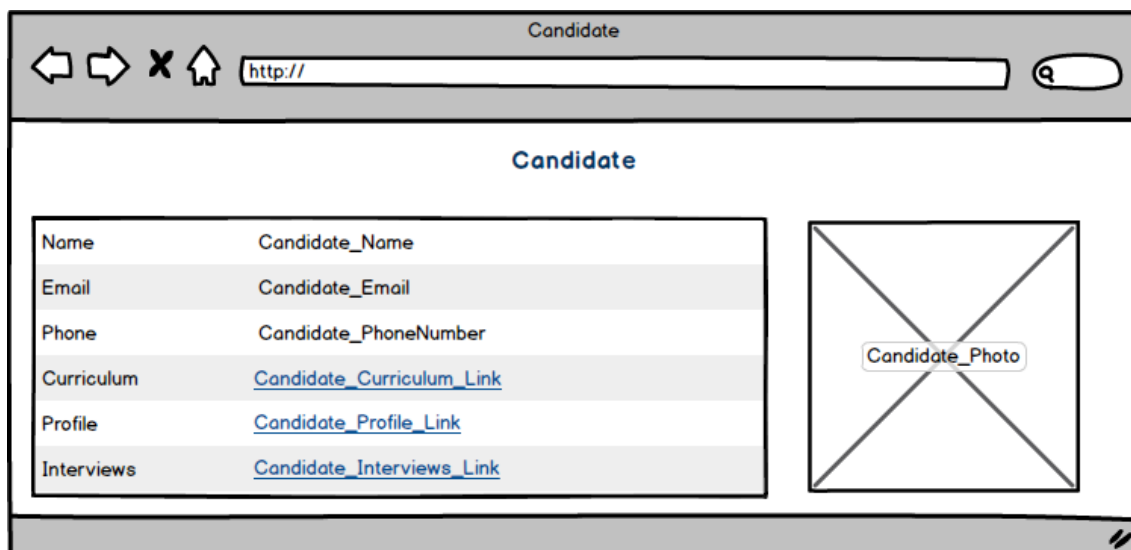 Candidate
http://
Candidate
Name Candidate_Name
Email Candidate_Email
Phone Candidate_PhoneNumber
Curriculum Candidate_Curriculum_Link
Profile Candidate_Profile_Link
Interviews Candidate_Interviews_Link
Candidate_Photo